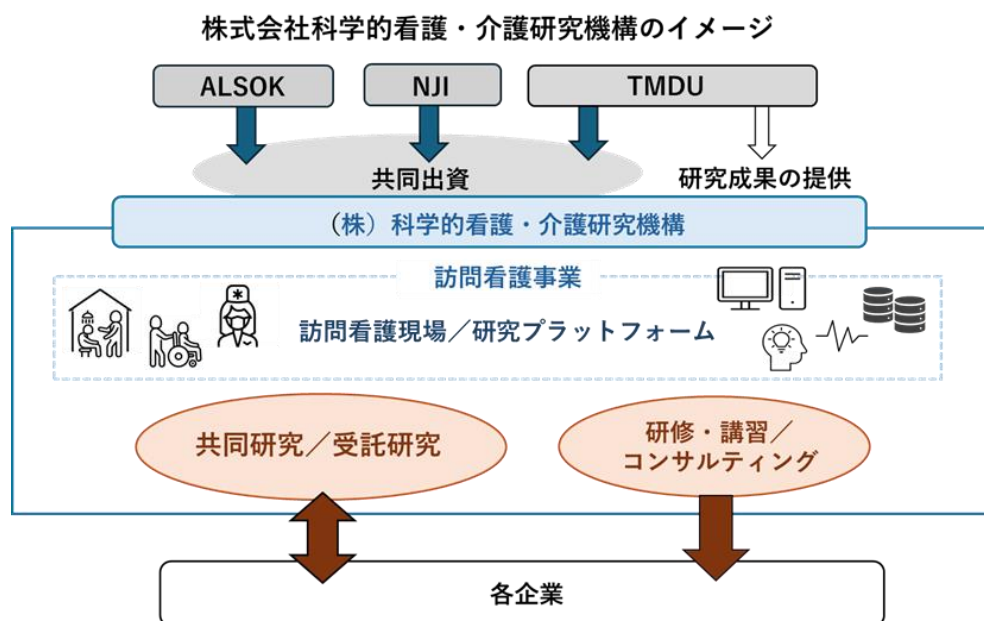 株式会社科学的看護・介護研究機構のイメージ
ALSOK
NJI
TMDU
共同出資
研究成果の提供
（株）科学的看護・介護研究機構
訪問看護事業
訪問看護現場／研究プラットフォーム
共同研究／受託研究
研修・講習／
コンサルティング
各企業